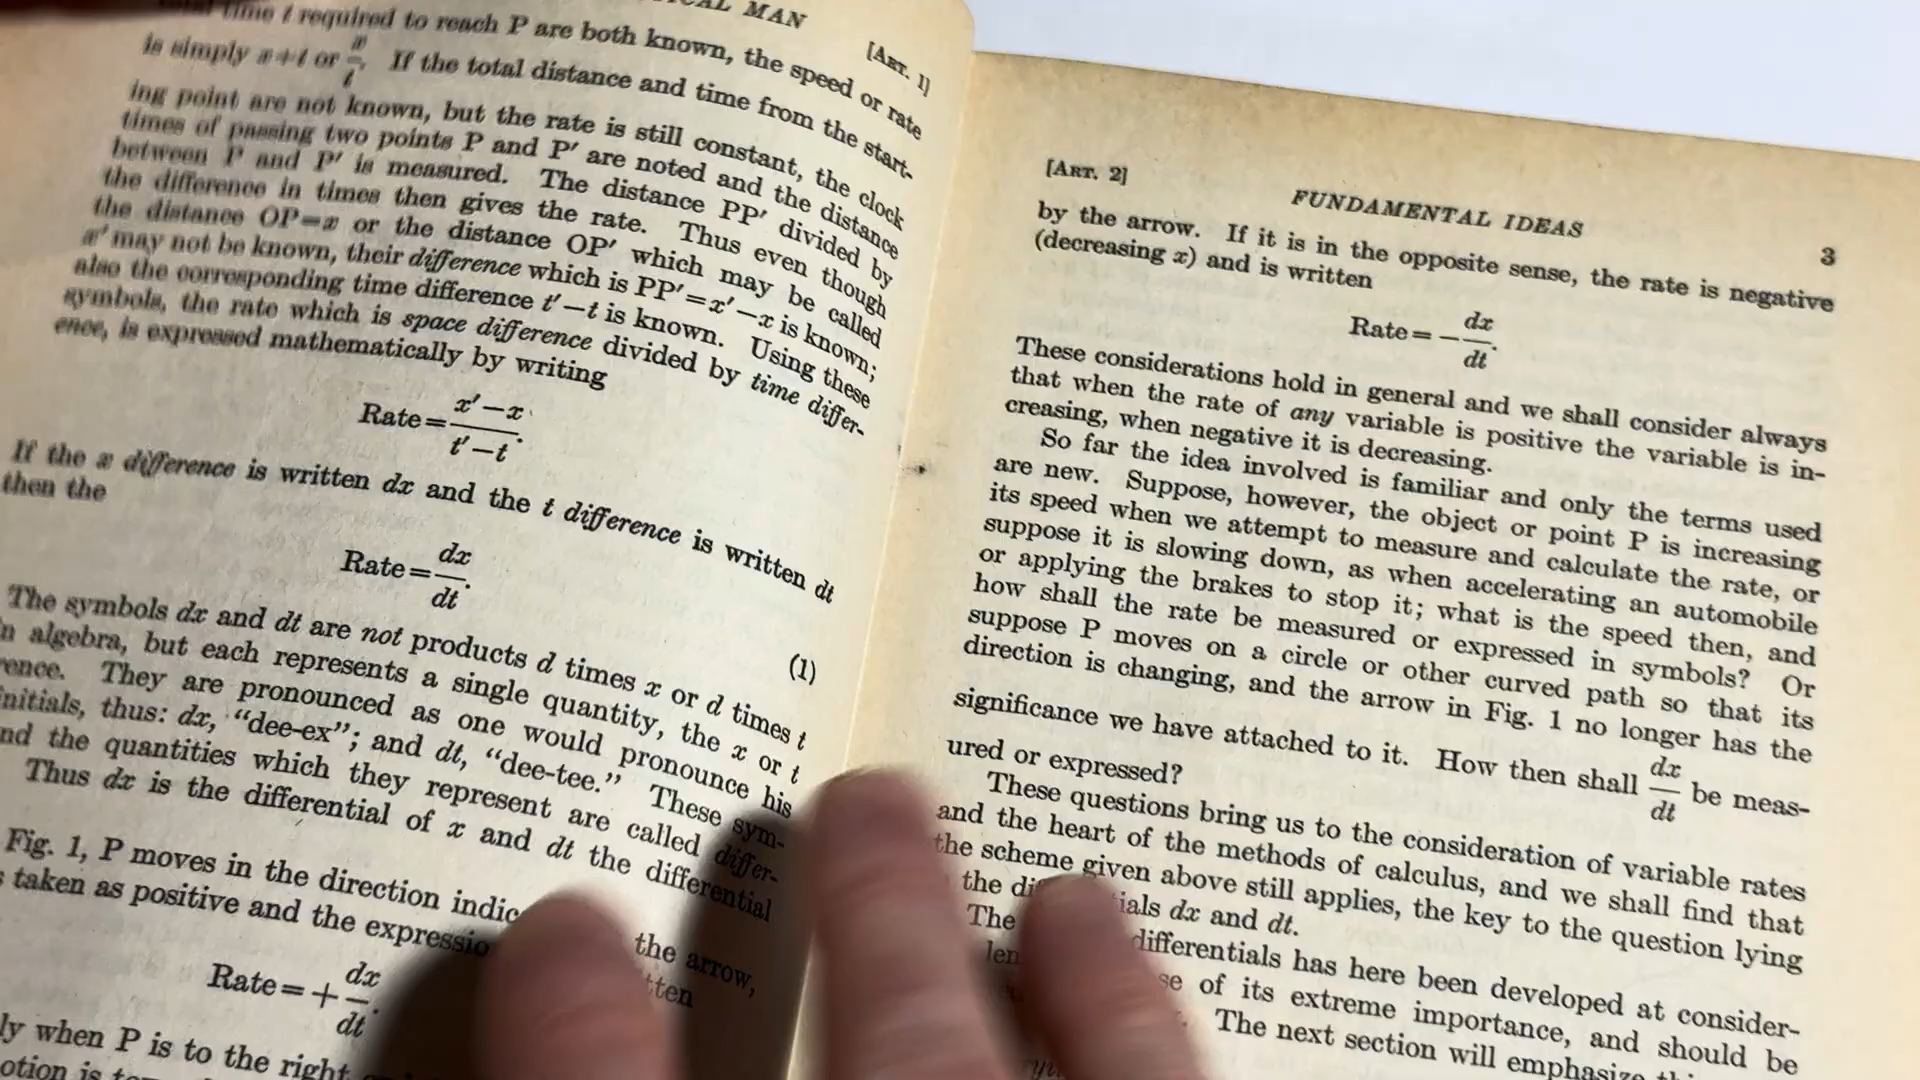 CAL MAN
[ART. 1]
time t required to reach P are both known, the speed or rate
is simply x÷t or x/t. If the total distance and time from the start-
ing point are not known, but the rate is still constant, the clock
times of passing two points P and P′ are noted and the distance
between P and P′ is measured. The distance PP′ divided by
the difference in times then gives the rate. Thus even though
the distance OP=x or the distance OP′ which may be called
x′ may not be known, their difference which is PP′=x′−x is known;
also the corresponding time difference t′−t is known. Using these
symbols, the rate which is space difference divided by time differ-
ence, is expressed mathematically by writing
Rate=x′−x/t′−t.
If the x difference is written dx and the t difference is written dt
then the
Rate=dx/dt.
(1)
The symbols dx and dt are not products d times x or d times t
algebra, but each represents a single quantity, the x or t
They are pronounced as one would pronounce his
thus: dx, “dee-ex”; and dt, “dee-tee.” These sym-
the quantities which they represent are called differ-
Thus dx is the differential of x and dt the differential
Fig. 1, P moves in the direction the arrow,
taken as positive and the
Rate=+dx/dt.
when P is to the right
[ART. 2]
FUNDAMENTAL IDEAS
3
by the arrow. If it is in the opposite sense, the rate is negative
(decreasing x) and is written
Rate=−dx/dt.
These considerations hold in general and we shall consider always
that when the rate of any variable is positive the variable is in-
creasing, when negative it is decreasing.
So far the idea involved is familiar and only the terms used
are new. Suppose, however, the object or point P is increasing
its speed when we attempt to measure and calculate the rate, or
suppose it is slowing down, as when accelerating an automobile
or applying the brakes to stop it; what is the speed then, and
how shall the rate be measured or expressed in symbols? Or
suppose P moves on a circle or other curved path so that its
direction is changing, and the arrow in Fig. 1 no longer has the
significance we have attached to it. How then shall dx/dt be meas-
ured or expressed?
These questions bring us to the consideration of variable rates
and the heart of the methods of calculus, and we shall find that
the scheme given above still applies, the key to the question lying
the dx and dt.
The differentials has here been developed at consider-
of its extreme importance, and should be
The next section will emphasize